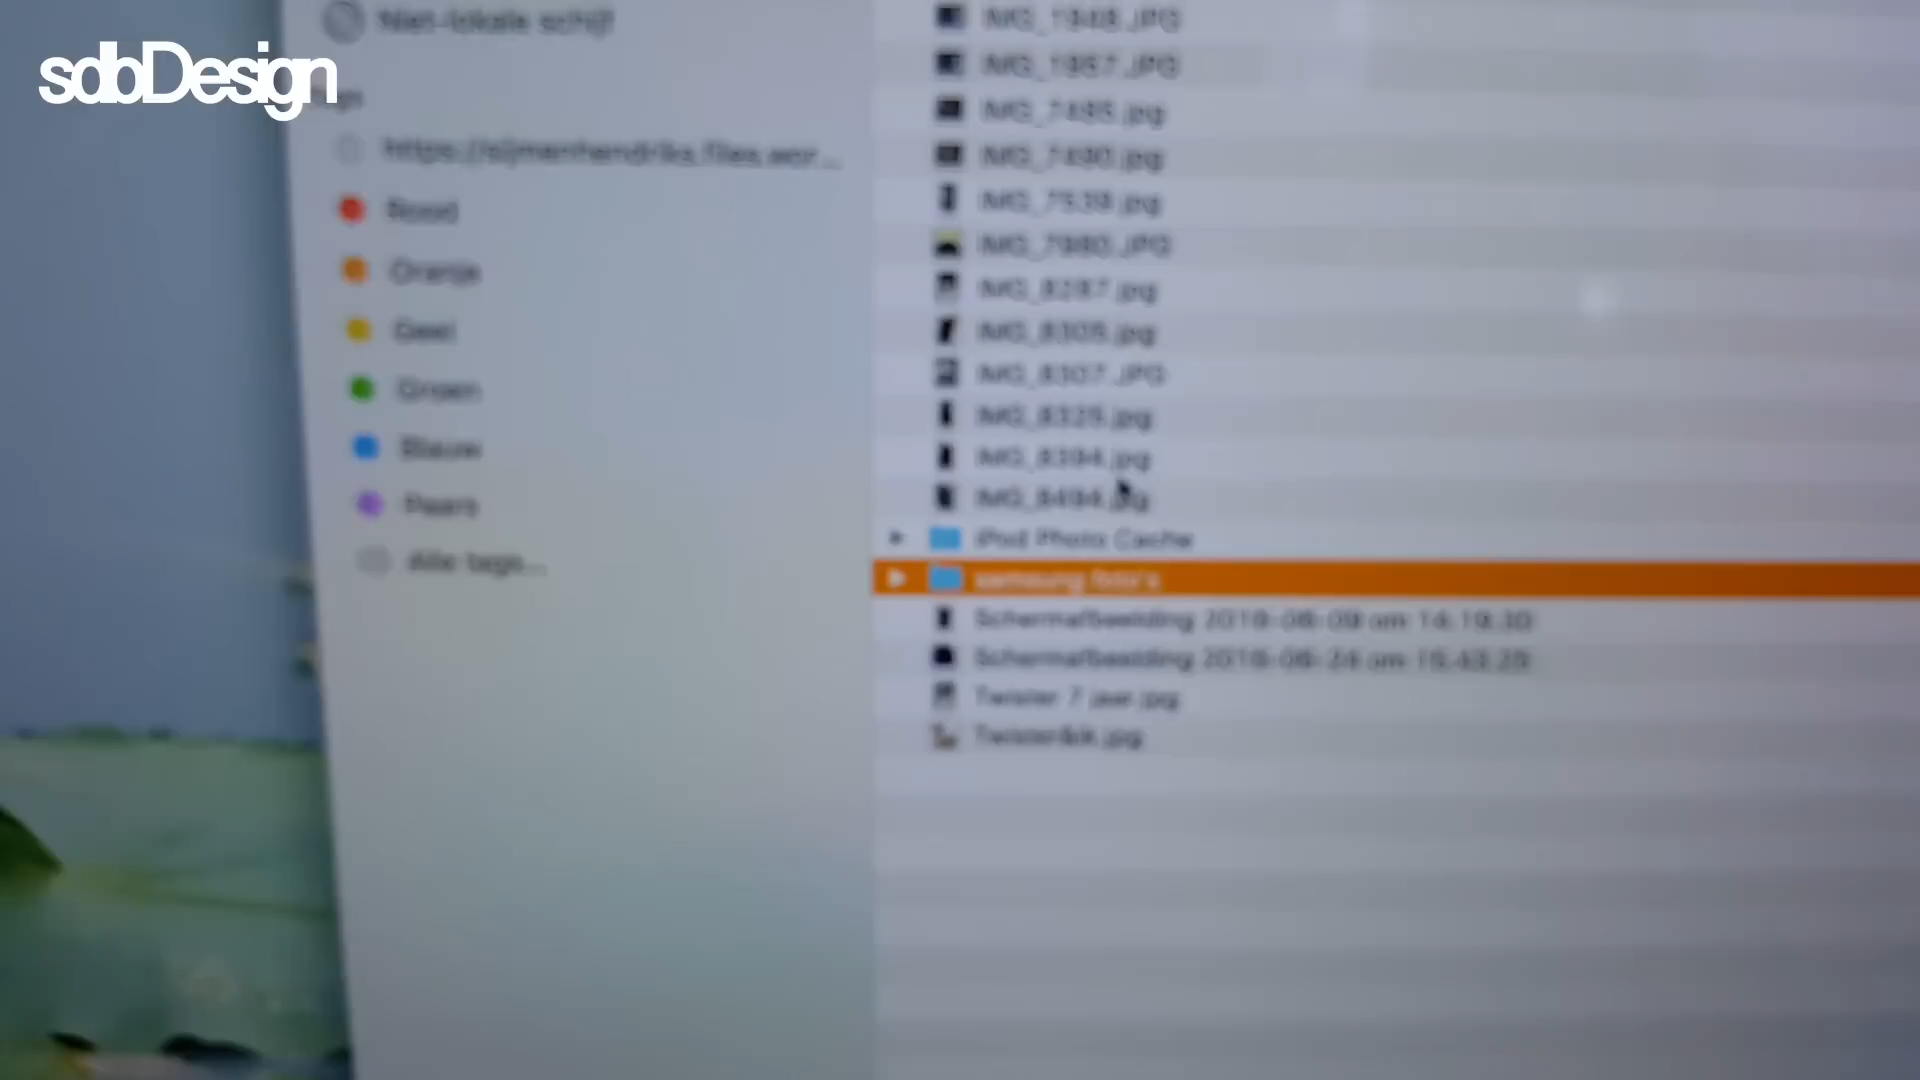 sdbDesign
Niet-lokale schijf
Tags
https://sijmenhendriks.files.wor...
Rood
Oranje
Geel
Groen
Blauw
Paars
Alle tags...
IMG_1948.JPG
IMG_1957.JPG
IMG_7485.jpg
IMG_7490.jpg
IMG_7539.jpg
IMG_7980.JPG
IMG_8287.jpg
IMG_8305.jpg
IMG_8307.JPG
IMG_8325.jpg
IMG_8394.jpg
IMG_8494.jpg
iPod Photo Cache
samsung foto's
Schermafbeelding 2016-06-09 om 14.19.30
Schermafbeelding 2016-06-24 om 15.43.29
Twister 7 jaar.jpg
Twister&ik.jpg